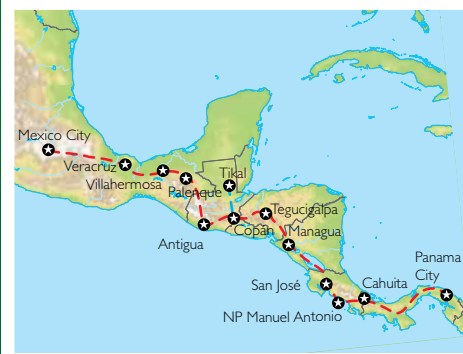 Mexico City
Veracruz
Villahermosa
Palenque
Tikal
Tegucigalpa
Copán
Managua
Antigua
Panama
City
San José
Cahuita
NP Manuel Antonio